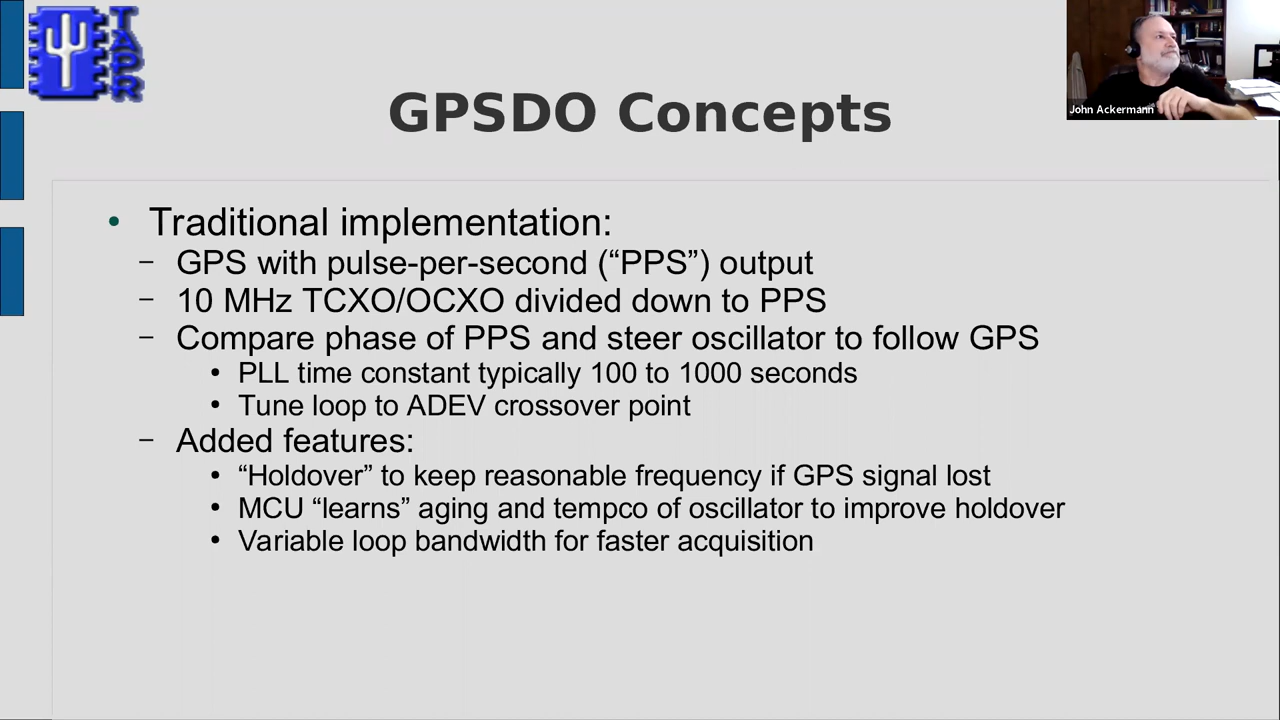 TAPR
John Ackermann
GPSDO Concepts
• Traditional implementation:
– GPS with pulse-per-second (“PPS”) output
– 10 MHz TCXO/OCXO divided down to PPS
– Compare phase of PPS and steer oscillator to follow GPS
• PLL time constant typically 100 to 1000 seconds
• Tune loop to ADEV crossover point
– Added features:
• “Holdover” to keep reasonable frequency if GPS signal lost
• MCU “learns” aging and tempco of oscillator to improve holdover
• Variable loop bandwidth for faster acquisition